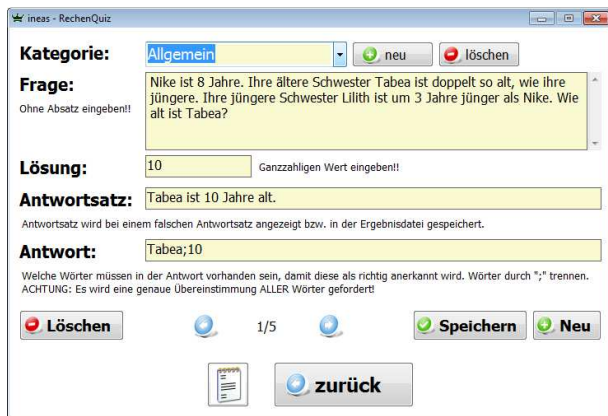 ineas - RechenQuiz
Kategorie: Allgemein neu löschen
Frage: Nike ist 8 Jahre. Ihre ältere Schwester Tabea ist doppelt so alt, wie ihre
Ohne Absatz eingeben!! jüngere. Ihre jüngere Schwester Lilith ist um 3 Jahre jünger als Nike. Wie
alt ist Tabea?
Lösung: 10 Ganzzahligen Wert eingeben!!
Antwortsatz: Tabea ist 10 Jahre alt.
Antwortsatz wird bei einem falschen Antwortsatz angezeigt bzw. in der Ergebnisdatei gespeichert.
Antwort: Tabea;10
Welche Wörter müssen in der Antwort vorhanden sein, damit diese als richtig anerkannt wird. Wörter durch ";" trennen.
ACHTUNG: Es wird eine genaue Übereinstimmung ALLER Wörter gefordert!
Löschen 1/5 Speichern Neu
zurück